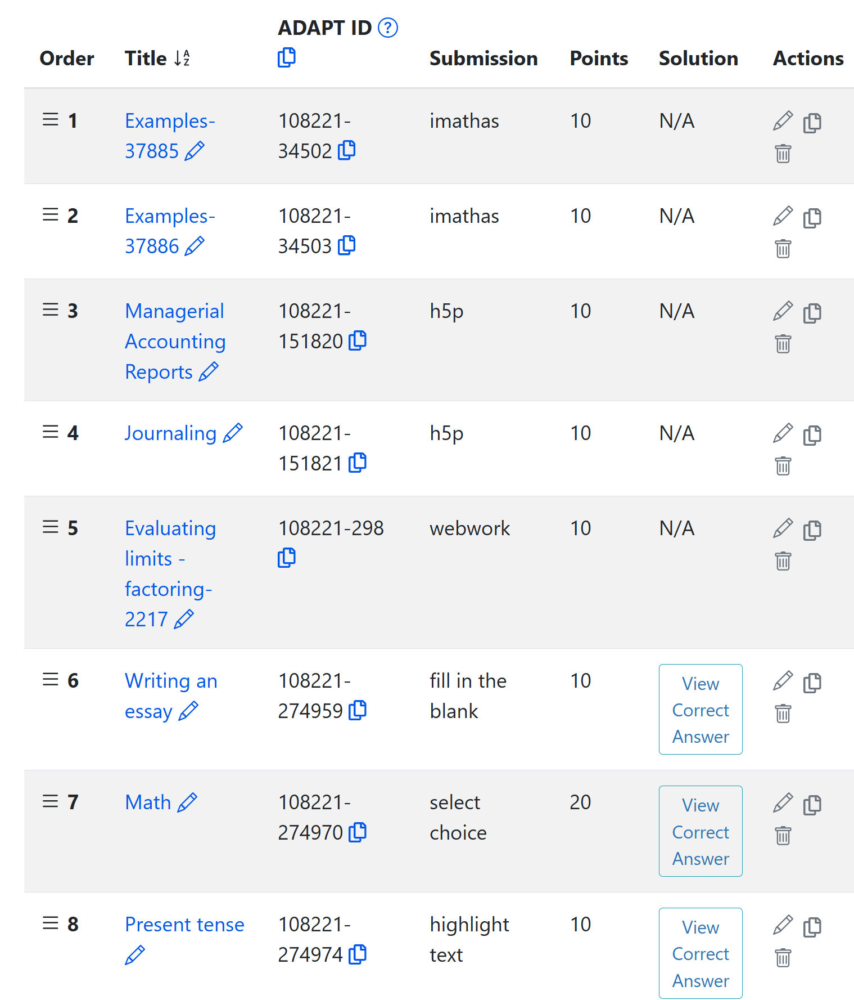 ADAPT ID
Order Title Submission Points Solution Actions
1 Examples- 108221- imathas 10 N/A
37885 34502
2 Examples- 108221- imathas 10 N/A
37886 34503
3 Managerial 108221- h5p 10 N/A
Accounting 151820
Reports
4 Journaling 108221- h5p 10 N/A
151821
5 Evaluating 108221-298 webwork 10 N/A
limits -
factoring-
2217
6 Writing an 108221- fill in the 10 View
essay 274959 blank Correct
Answer
7 Math 108221- select 20 View
274970 choice Correct
Answer
8 Present tense 108221- highlight 10 View
274974 text Correct
Answer